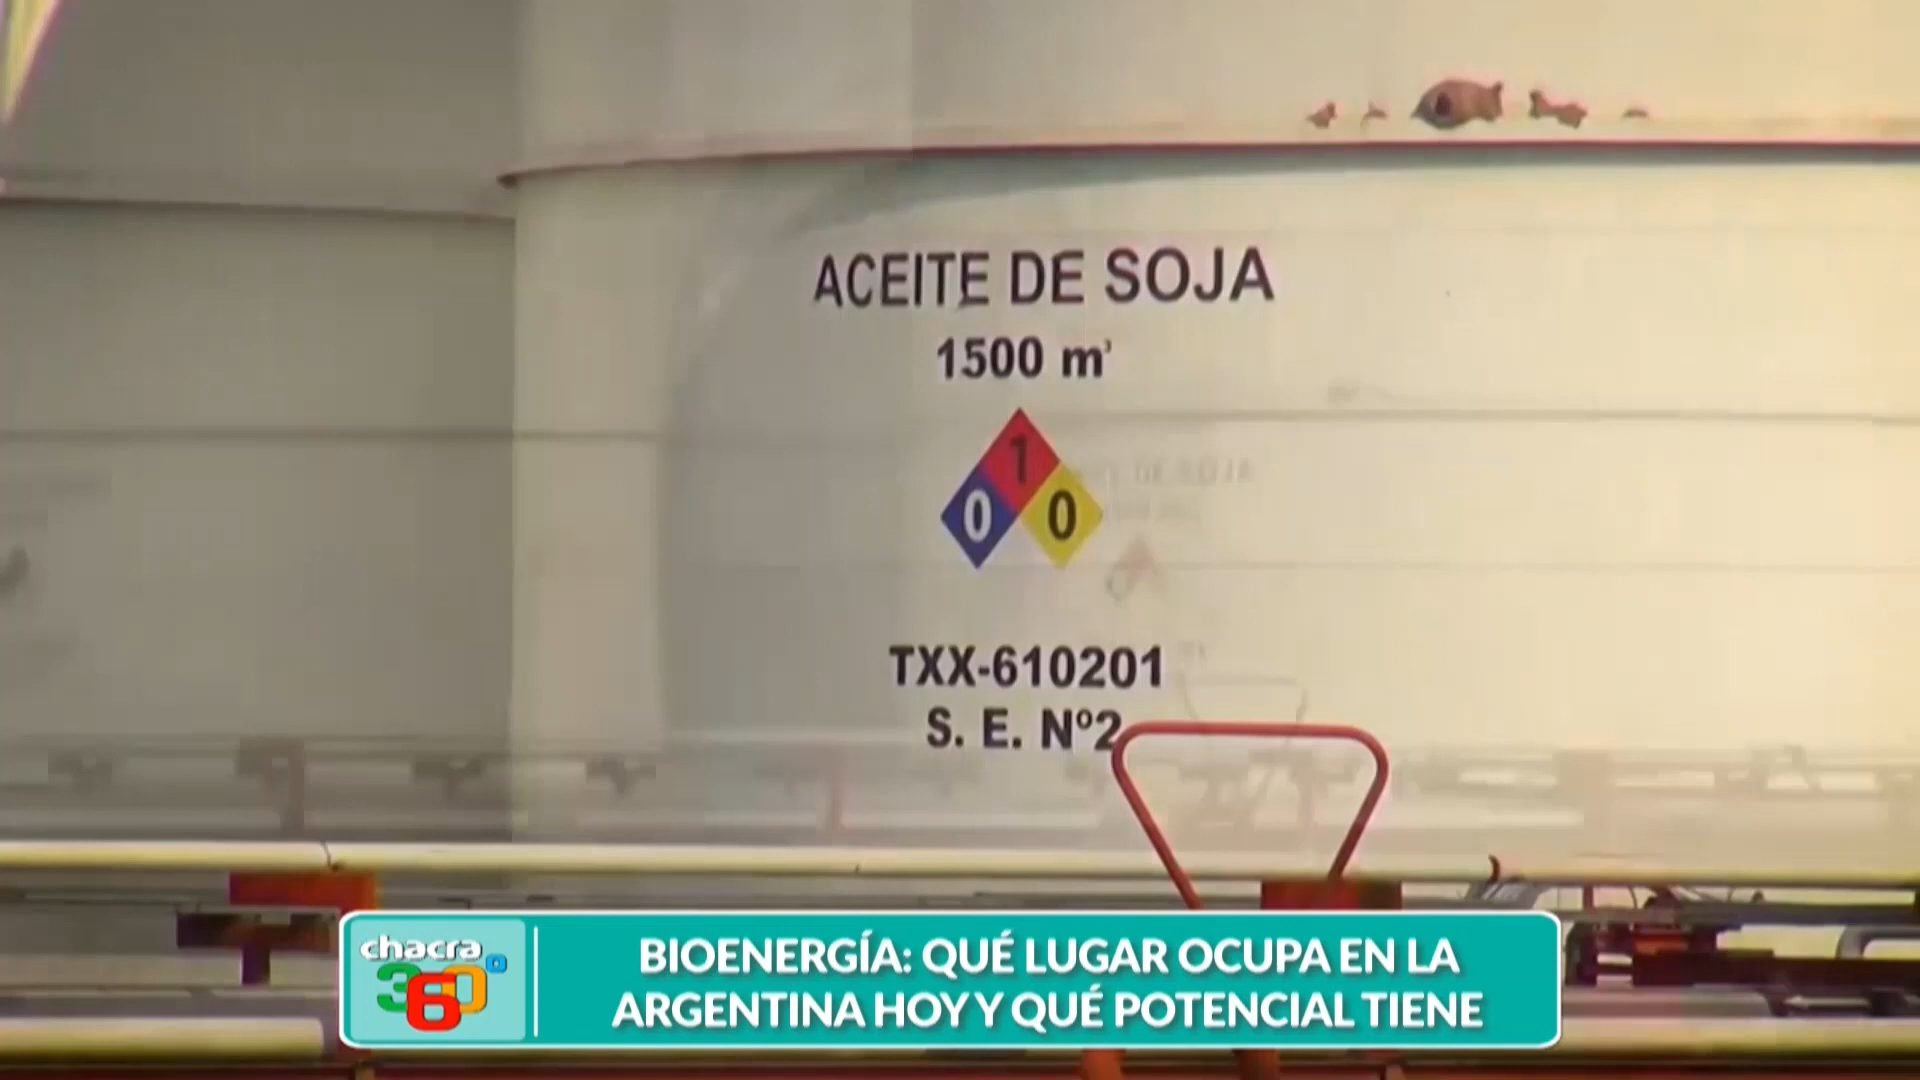 ACEITE DE SOJA
1500 m³
1
0 0
TXX-610201
S. E. Nº2
chacra
360°
BIOENERGÍA: QUÉ LUGAR OCUPA EN LA
ARGENTINA HOY Y QUÉ POTENCIAL TIENE